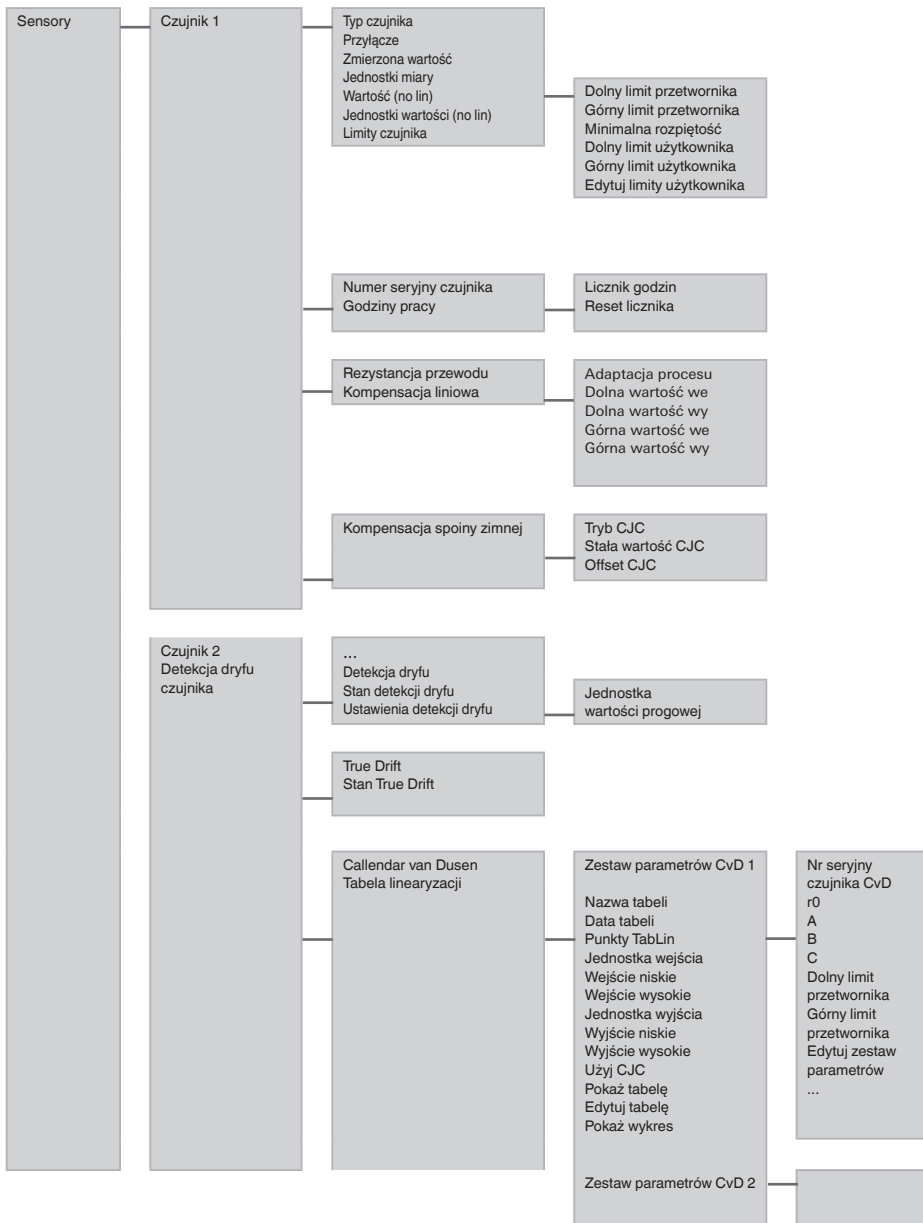 Sensory
Czujnik 1
Typ czujnika
Przyłącze
Zmierzona wartość
Jednostki miary
Wartość (no lin)
Jednostki wartości (no lin)
Limity czujnika
Dolny limit przetwornika
Górny limit przetwornika
Minimalna rozpiętość
Dolny limit użytkownika
Górny limit użytkownika
Edytuj limity użytkownika
Numer seryjny czujnika
Godziny pracy
Licznik godzin
Reset licznika
Rezystancja przewodu
Kompensacja liniowa
Adaptacja procesu
Dolna wartość we
Dolna wartość wy
Górna wartość we
Górna wartość wy
Kompensacja spoiny zimnej
Tryb CJC
Stała wartość CJC
Offset CJC
Czujnik 2
Detekcja dryfu
czujnika
...
Detekcja dryfu
Stan detekcji dryfu
Ustawienia detekcji dryfu
Jednostka
wartości progowej
True Drift
Stan True Drift
Callendar van Dusen
Tabela linearyzacji
Zestaw parametrów CvD 1
Nazwa tabeli
Data tabeli
Punkty TabLin
Jednostka wejścia
Wejście niskie
Wejście wysokie
Jednostka wyjścia
Wyjście niskie
Wyjście wysokie
Użyj CJC
Pokaż tabelę
Edytuj tabelę
Pokaż wykres
Zestaw parametrów CvD 2
Nr seryjny
czujnika CvD
r0
A
B
C
Dolny limit
przetwornika
Górny limit
przetwornika
Edytuj zestaw
parametrów
...